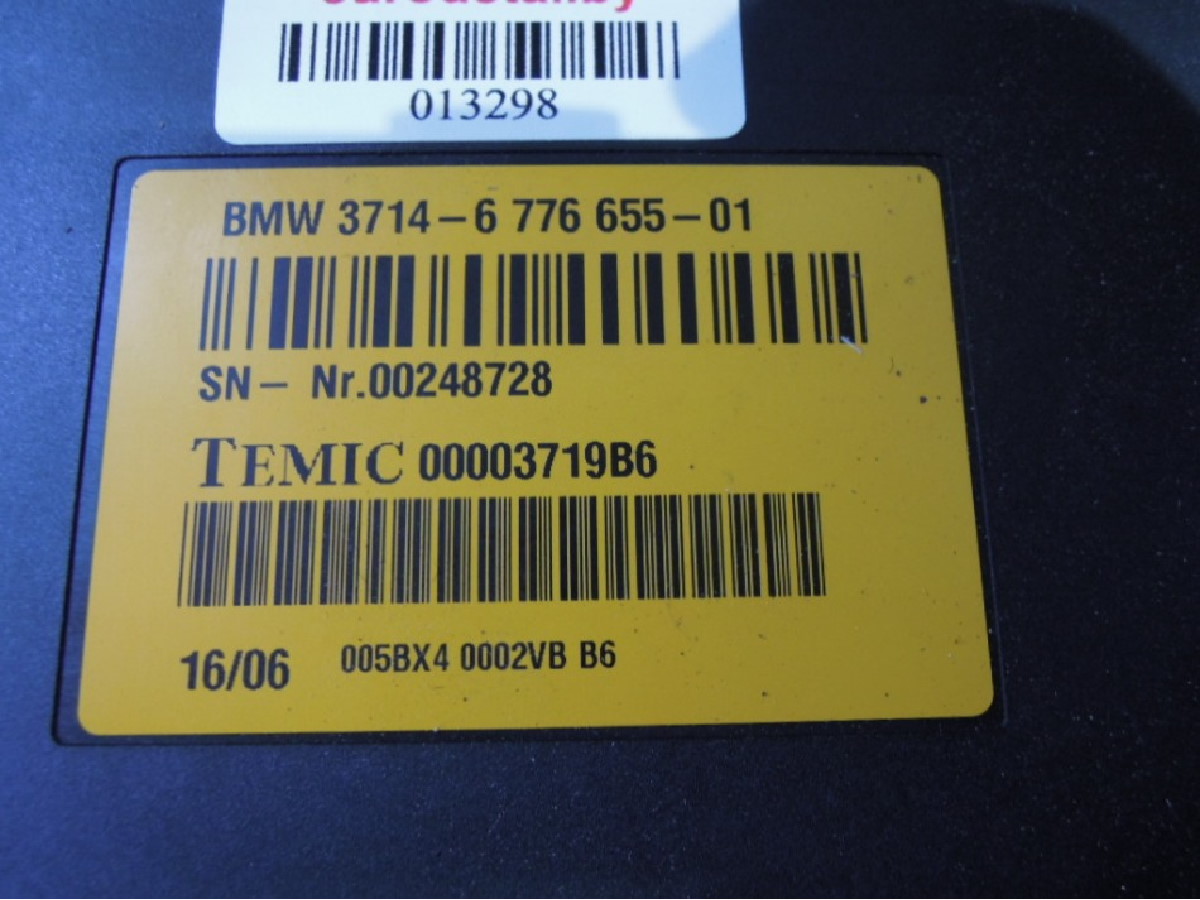 013298
BMW 3714-6 776 655-01
SN- Nr.00248728
TEMIC 00003719B6
16/06 005BX4 0002VB B6